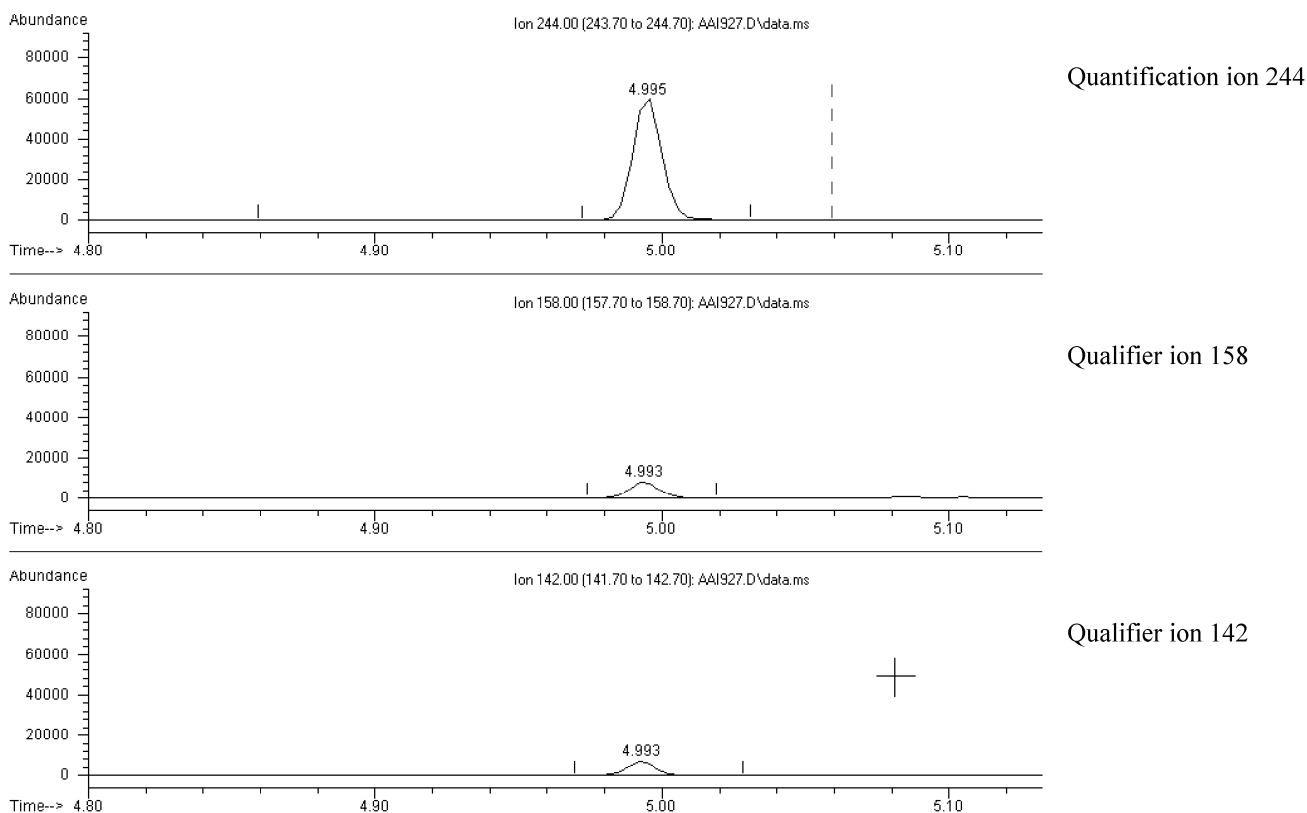 Abundance
Ion 244.00 (243.70 to 244.70): AAI927.D\data.ms
80000
60000
40000
20000
0
4.995
Time--> 4.80 4.90 5.00 5.10
Quantification ion 244
Abundance
Ion 158.00 (157.70 to 158.70): AAI927.D\data.ms
80000
60000
40000
20000
0
4.993
Time--> 4.80 4.90 5.00 5.10
Qualifier ion 158
Abundance
Ion 142.00 (141.70 to 142.70): AAI927.D\data.ms
80000
60000
40000
20000
0
4.993
Time--> 4.80 4.90 5.00 5.10
Qualifier ion 142